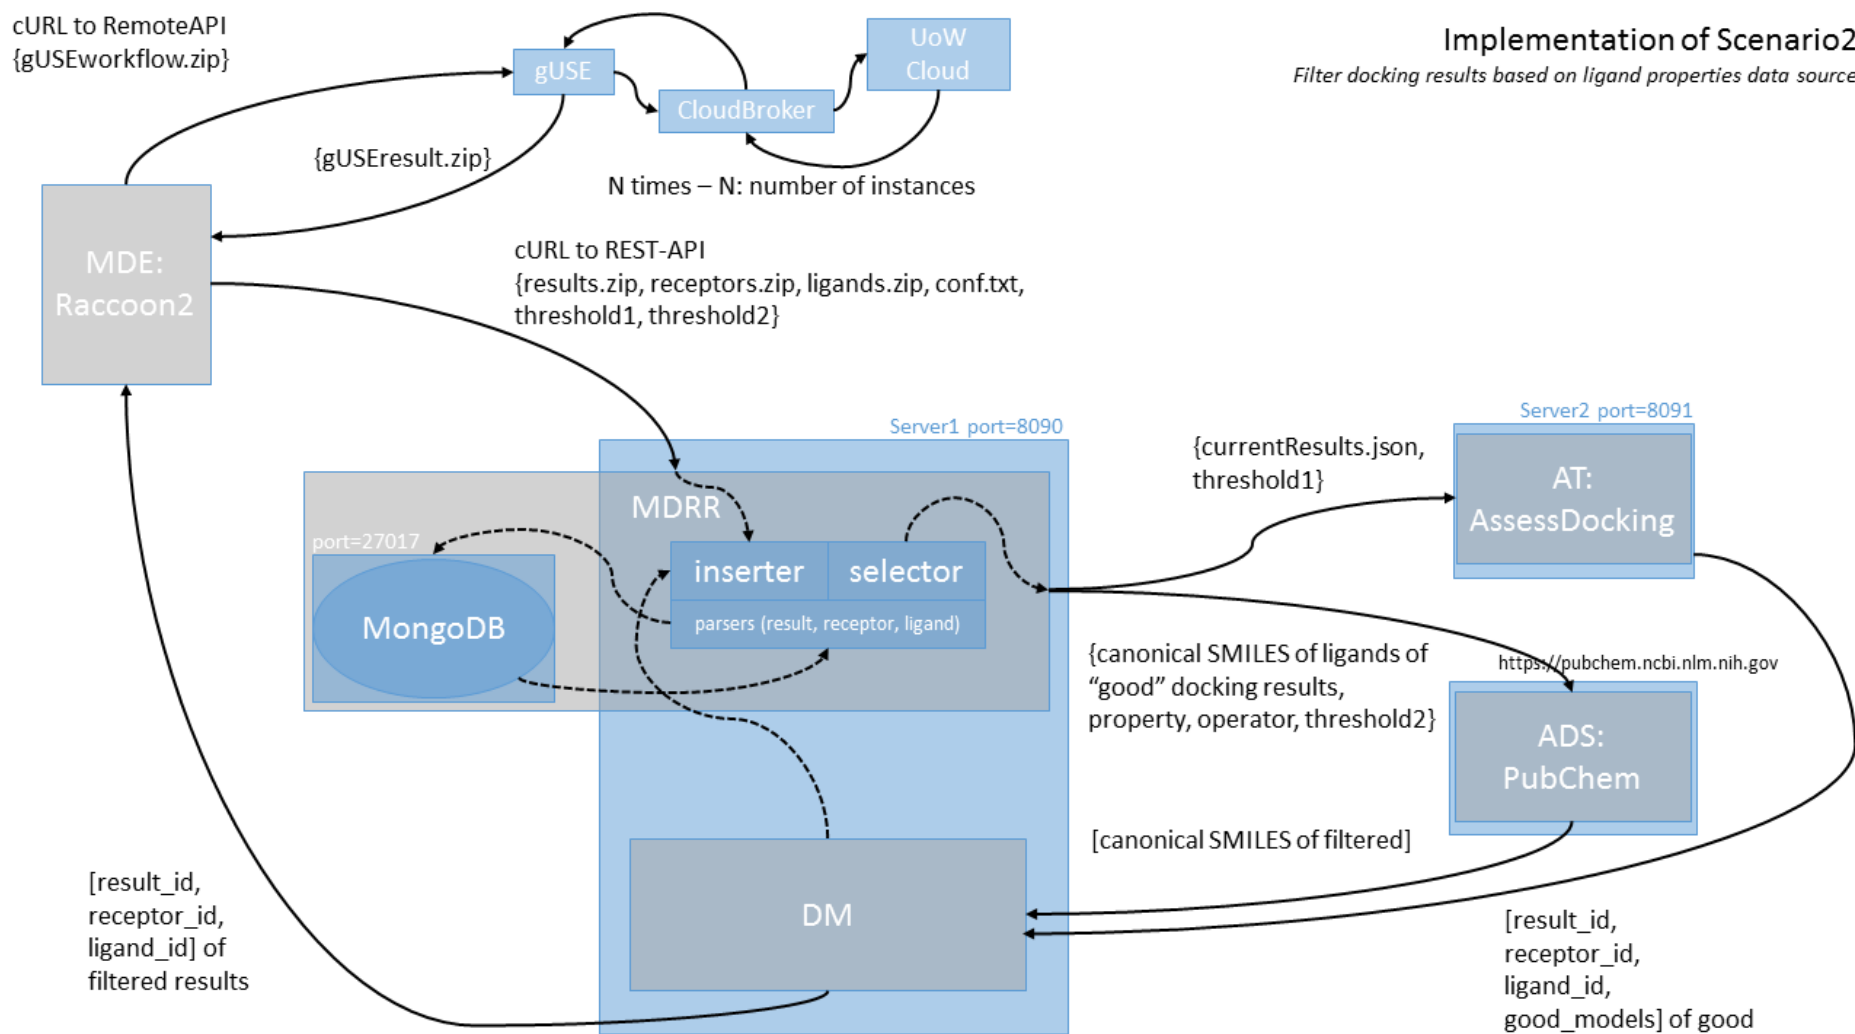 cURL to RemoteAPI
{gUSEworkflow.zip}
gUSE
CloudBroker
UoW
Cloud
Implementation of Scenario2
Filter docking results based on ligand properties data source
{gUSEresult.zip}
N times – N: number of instances
MDE:
Raccoon2
cURL to REST-API
{results.zip, receptors.zip, ligands.zip, conf.txt,
threshold1, threshold2}
Server1 port=8090
Server2 port=8091
{currentResults.json,
threshold1}
AT:
AssessDocking
MDRR
port=27017
MongoDB
inserter
selector
parsers (result, receptor, ligand)
{canonical SMILES of ligands of
“good” docking results,
property, operator, threshold2}
https://pubchem.ncbi.nlm.nih.gov
ADS:
PubChem
[canonical SMILES of filtered]
DM
[result_id,
receptor_id,
ligand_id] of
filtered results
[result_id,
receptor_id,
ligand_id,
good_models] of good